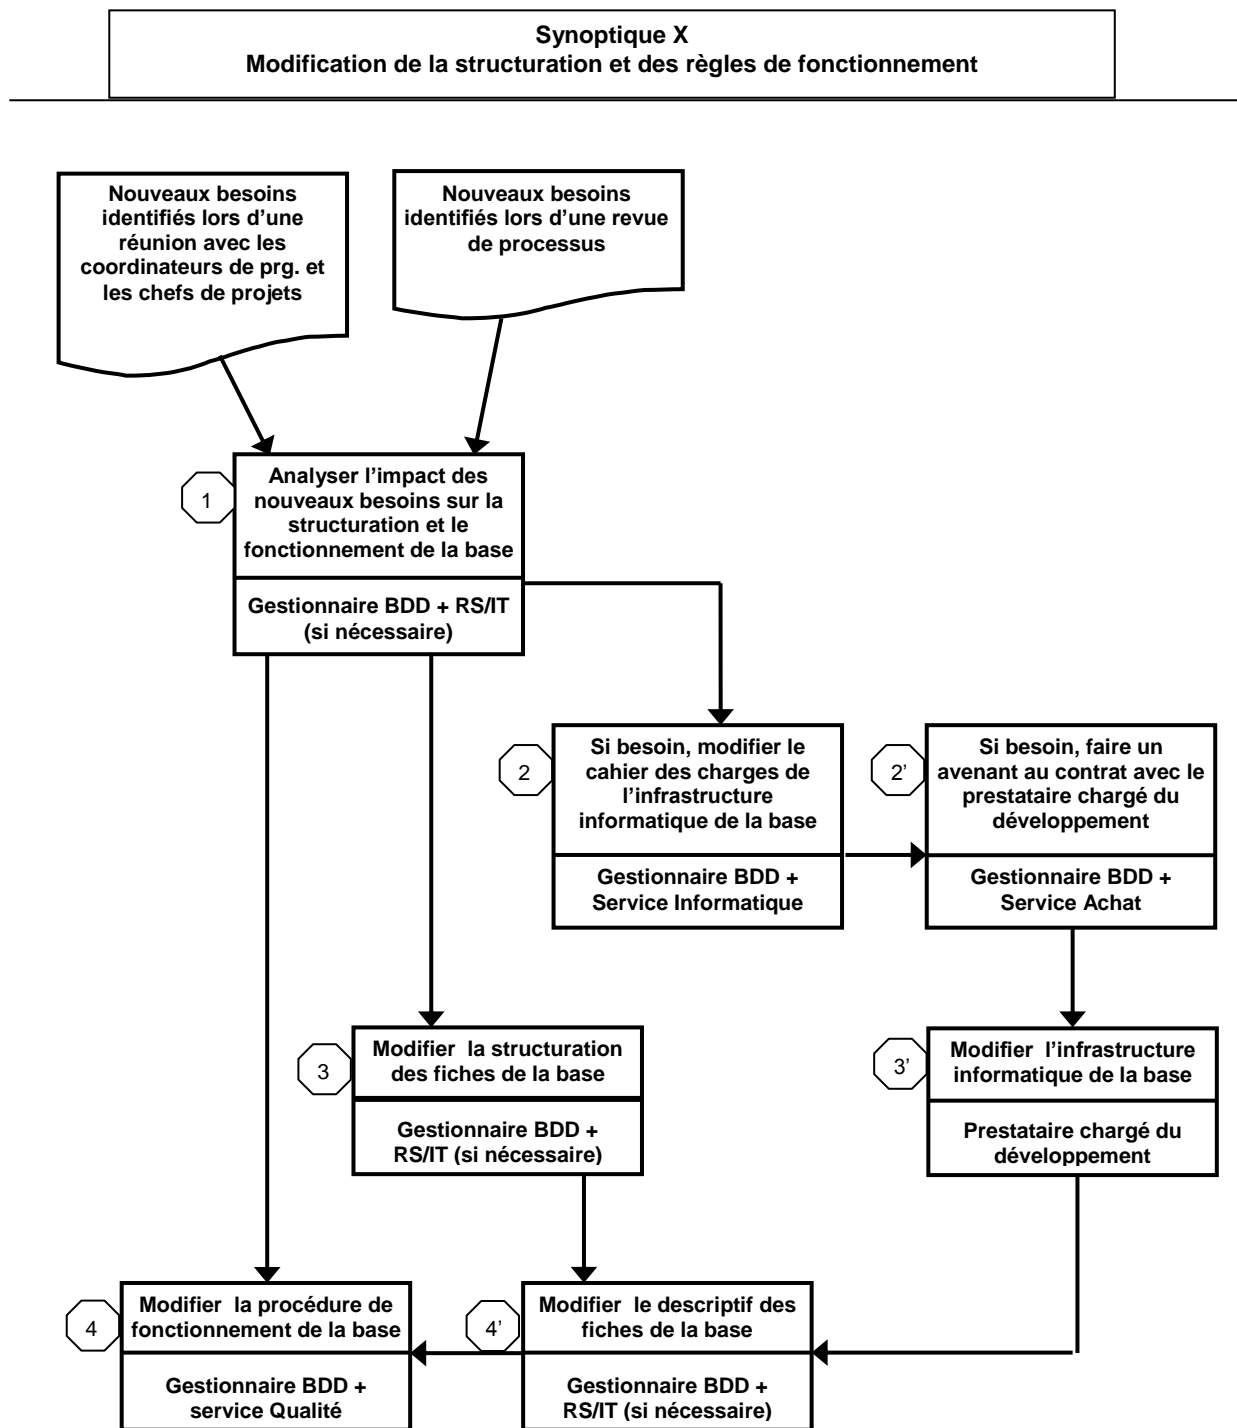 Synoptique X
Modification de la structuration et des règles de fonctionnement
Nouveaux besoins
identifiés lors d’une
réunion avec les
coordinateurs de prg. et
les chefs de projets
Nouveaux besoins
identifiés lors d’une revue
de processus
1
Analyser l’impact des
nouveaux besoins sur la
structuration et le
fonctionnement de la base
Gestionnaire BDD + RS/IT
(si nécessaire)
2
Si besoin, modifier le
cahier des charges de
l’infrastructure
informatique de la base
Gestionnaire BDD +
Service Informatique
2’
Si besoin, faire un
avenant au contrat avec le
prestataire chargé du
développement
Gestionnaire BDD +
Service Achat
3
Modifier la structuration
des fiches de la base
Gestionnaire BDD +
RS/IT (si nécessaire)
3’
Modifier l’infrastructure
informatique de la base
Prestataire chargé du
développement
4
Modifier la procédure de
fonctionnement de la base
Gestionnaire BDD +
service Qualité
4’
Modifier le descriptif des
fiches de la base
Gestionnaire BDD +
RS/IT (si nécessaire)